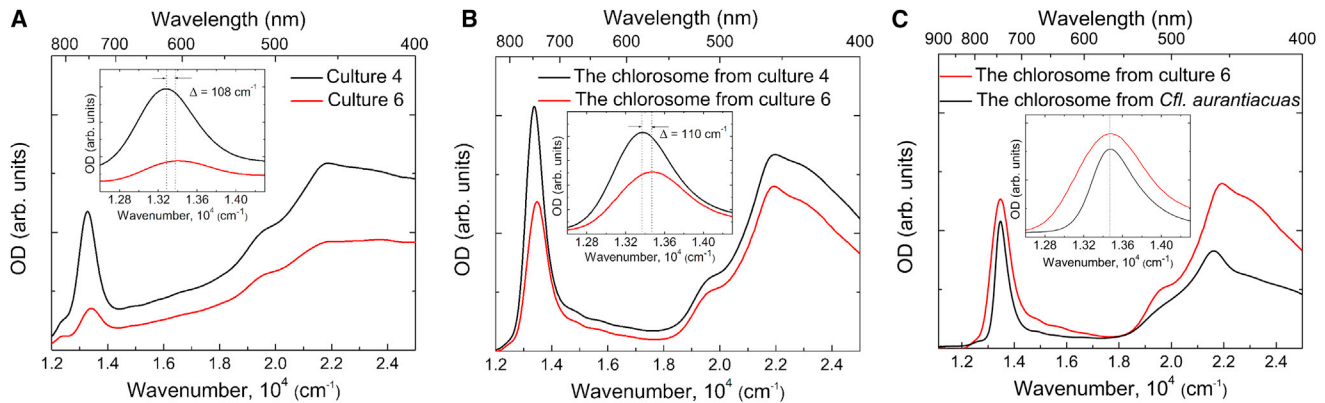 A
Wavelength (nm)
800 700 600 500 400
Culture 4
Culture 6
Δ = 108 cm⁻¹
OD (arb. units)
1.28 1.32 1.36 1.40
Wavenumber, 10⁴ (cm⁻¹)
OD (arb. units)
1.2 1.4 1.6 1.8 2.0 2.2 2.4
Wavenumber, 10⁴ (cm⁻¹)
B
Wavelength (nm)
800 700 600 500 400
The chlorosome from culture 4
The chlorosome from culture 6
Δ = 110 cm⁻¹
OD (arb. units)
1.28 1.32 1.36 1.40
Wavenumber, 10⁴ (cm⁻¹)
OD (arb. units)
1.2 1.4 1.6 1.8 2.0 2.2 2.4
Wavenumber, 10⁴ (cm⁻¹)
C
Wavelength (nm)
900 800 700 600 500 400
The chlorosome from culture 6
The chlorosome from Cfl. aurantiacuas
OD (arb. units)
1.28 1.32 1.36 1.40
Wavenumber, 10⁴ (cm⁻¹)
OD (arb. units)
1.2 1.4 1.6 1.8 2.0 2.2 2.4
Wavenumber, 10⁴ (cm⁻¹)